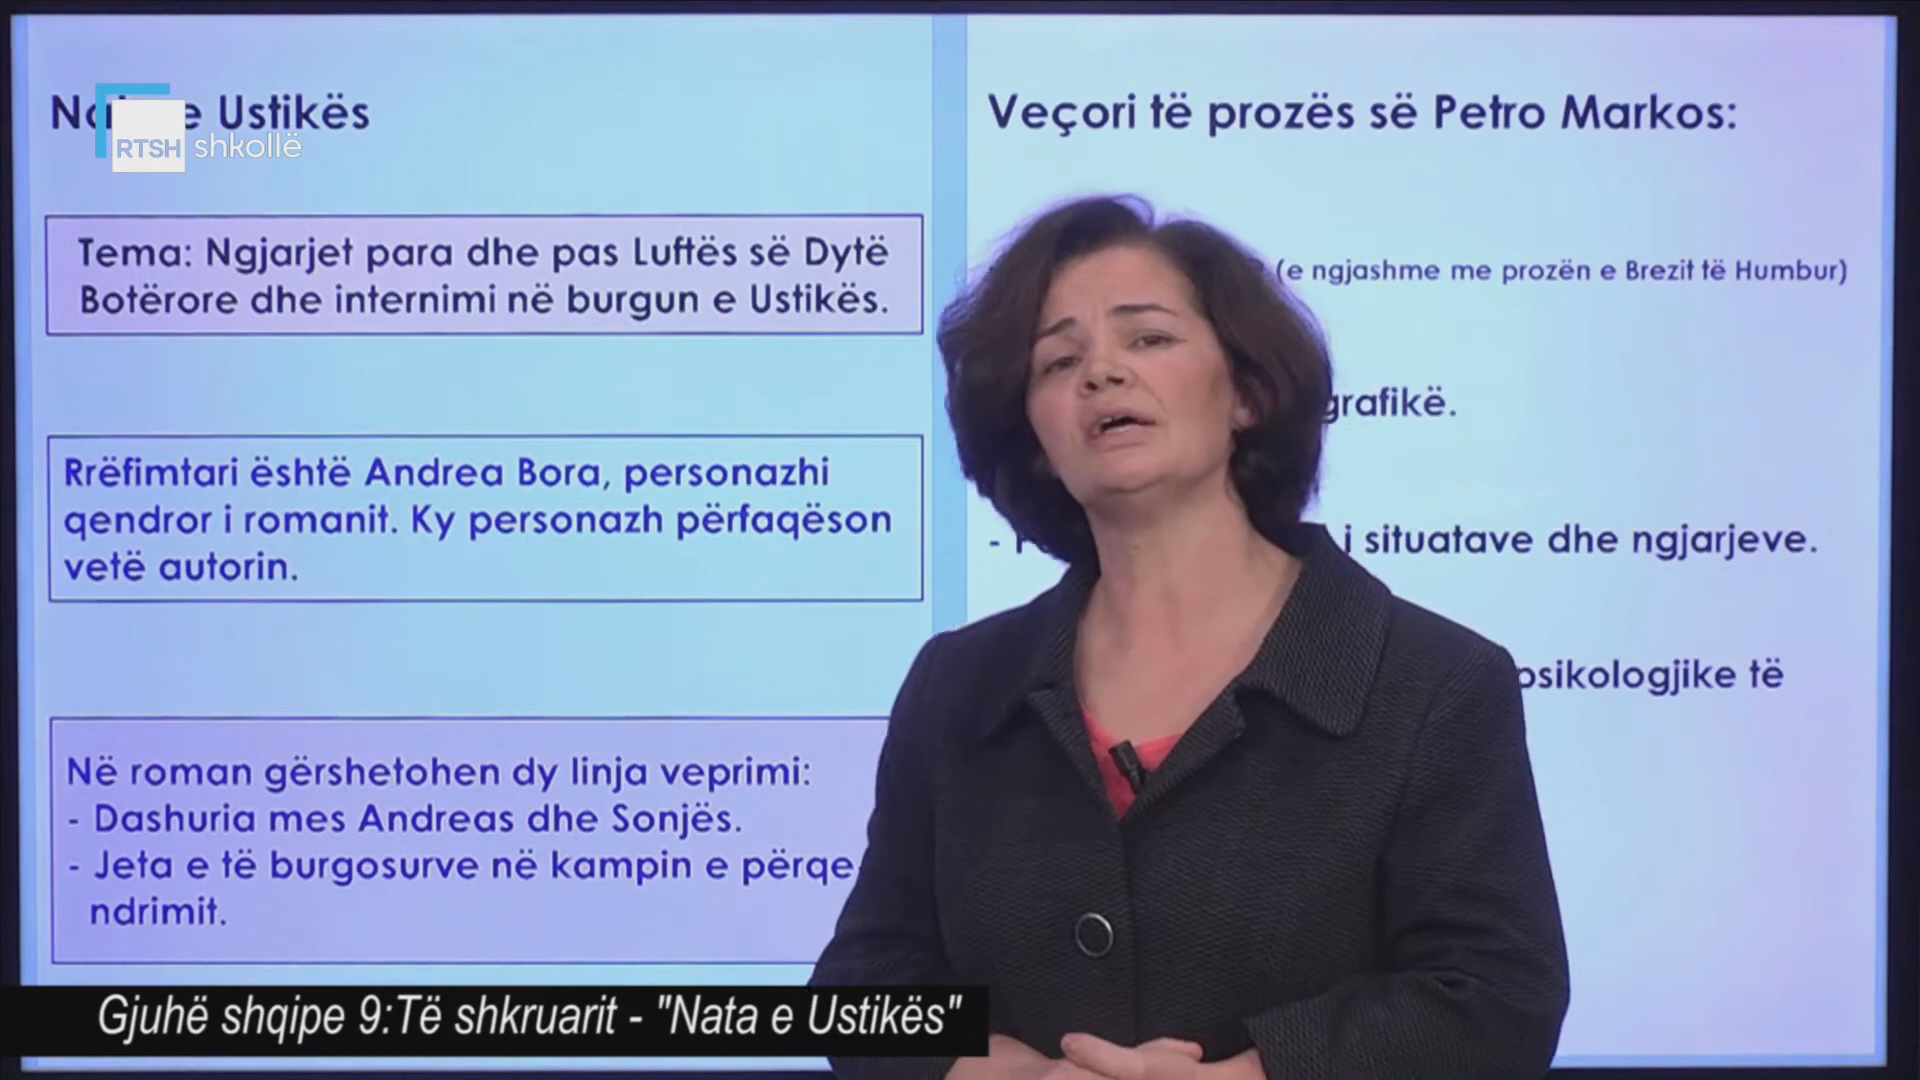 e Ustikës
RTSH shkollë
Tema: Ngjarjet para dhe pas Luftës së Dytë
Botërore dhe internimi në burgun e Ustikës.
Rrëfimtari është Andrea Bora, personazhi
qendror i romanit. Ky personazh përfaqëson
vetë autorin.
Në roman gërshetohen dy linja veprimi:
- Dashuria mes Andreas dhe Sonjës.
- Jeta e të burgosurve në kampin e përqe
ndrimit.
Veçori të prozës së Petro Markos:
(e ngjashme me prozën e Brezit të Humbur)
grafikë.
- i situatave dhe ngjarjeve.
psikologjike të
Gjuhë shqipe 9:Të shkruarit - "Nata e Ustikës"